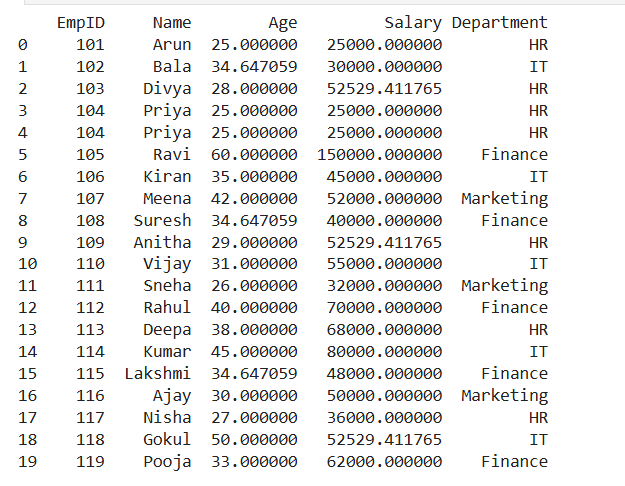 EmpID Name Age Salary Department
0 101 Arun 25.000000 25000.000000 HR
1 102 Bala 34.647059 30000.000000 IT
2 103 Divya 28.000000 52529.411765 HR
3 104 Priya 25.000000 25000.000000 HR
4 104 Priya 25.000000 25000.000000 HR
5 105 Ravi 60.000000 150000.000000 Finance
6 106 Kiran 35.000000 45000.000000 IT
7 107 Meena 42.000000 52000.000000 Marketing
8 108 Suresh 34.647059 40000.000000 Finance
9 109 Anitha 29.000000 52529.411765 HR
10 110 Vijay 31.000000 55000.000000 IT
11 111 Sneha 26.000000 32000.000000 Marketing
12 112 Rahul 40.000000 70000.000000 Finance
13 113 Deepa 38.000000 68000.000000 HR
14 114 Kumar 45.000000 80000.000000 IT
15 115 Lakshmi 34.647059 48000.000000 Finance
16 116 Ajay 30.000000 50000.000000 Marketing
17 117 Nisha 27.000000 36000.000000 HR
18 118 Gokul 50.000000 52529.411765 IT
19 119 Pooja 33.000000 62000.000000 Finance